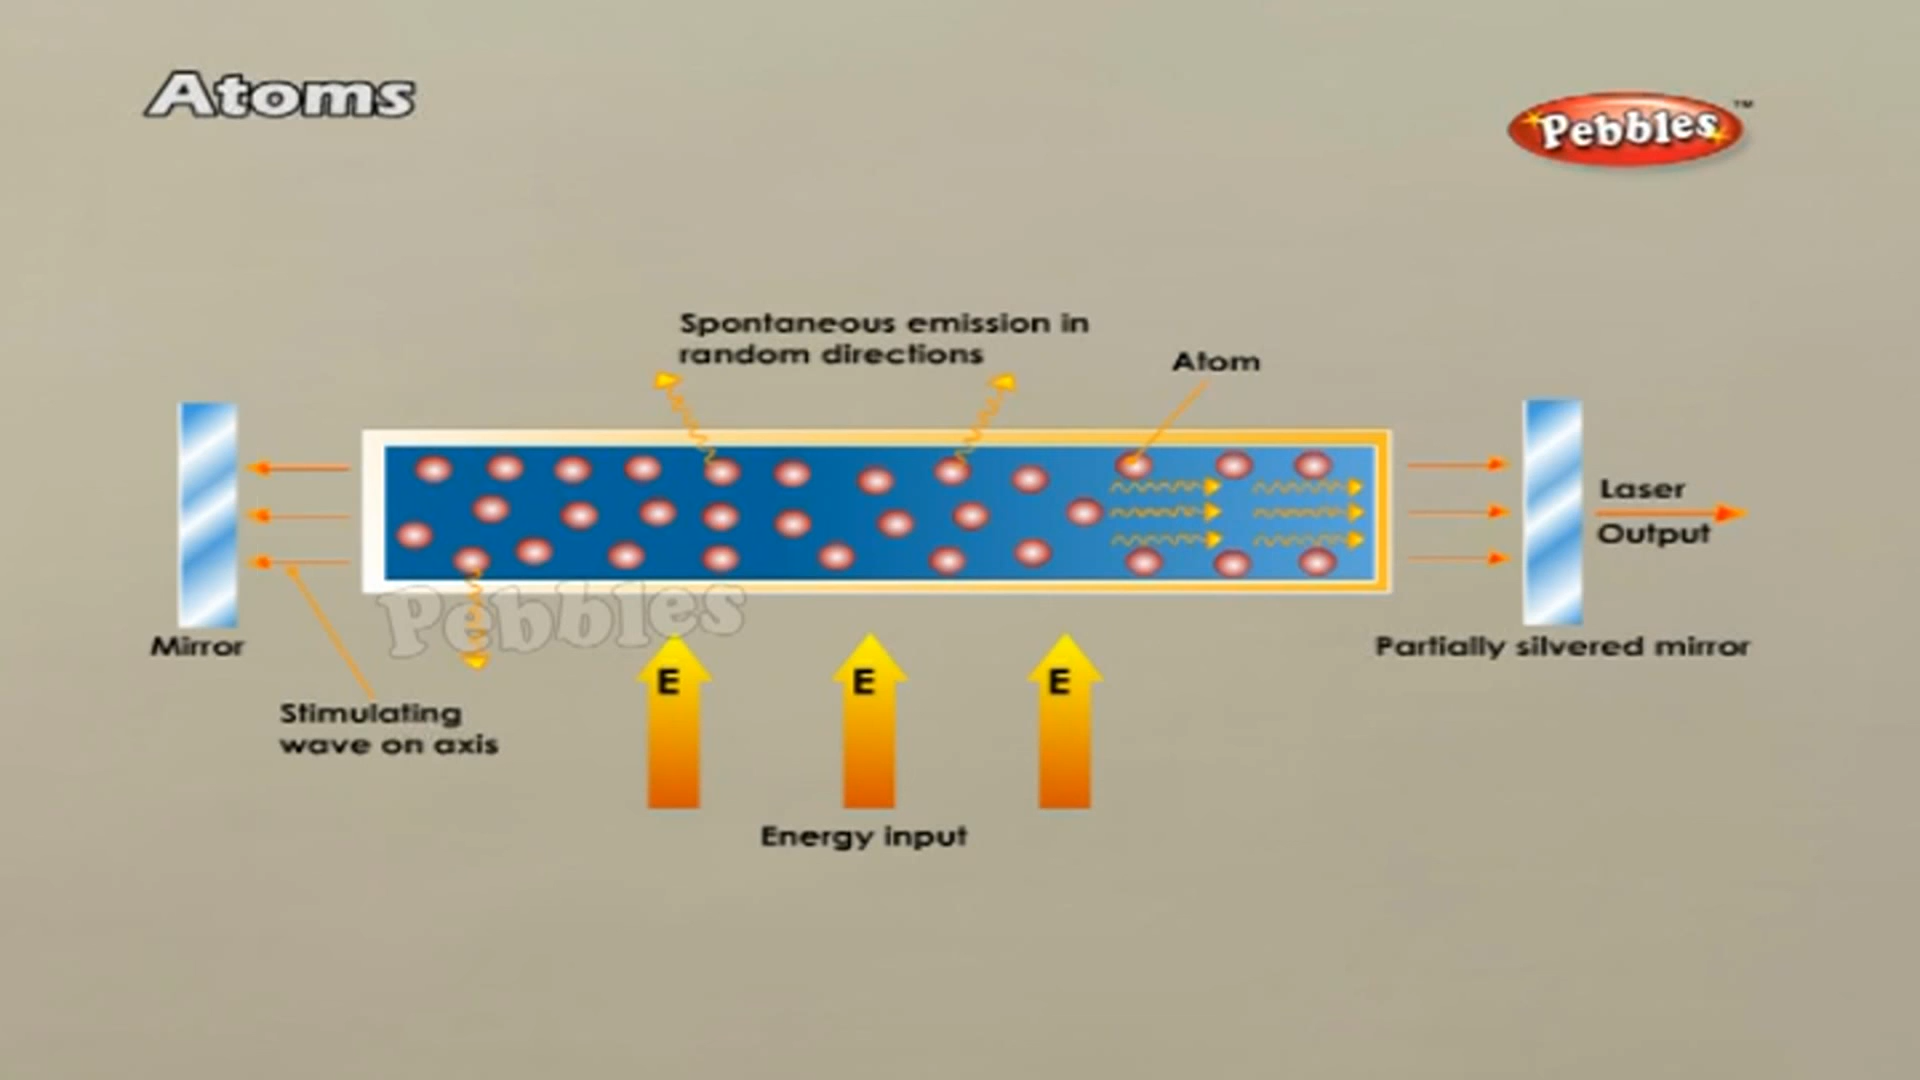 Atoms
Pebbles™
Spontaneous emission in
random directions
Atom
Laser
Output
Mirror
Partially silvered mirror
Pebbles
Stimulating
wave on axis
E E E
Energy input